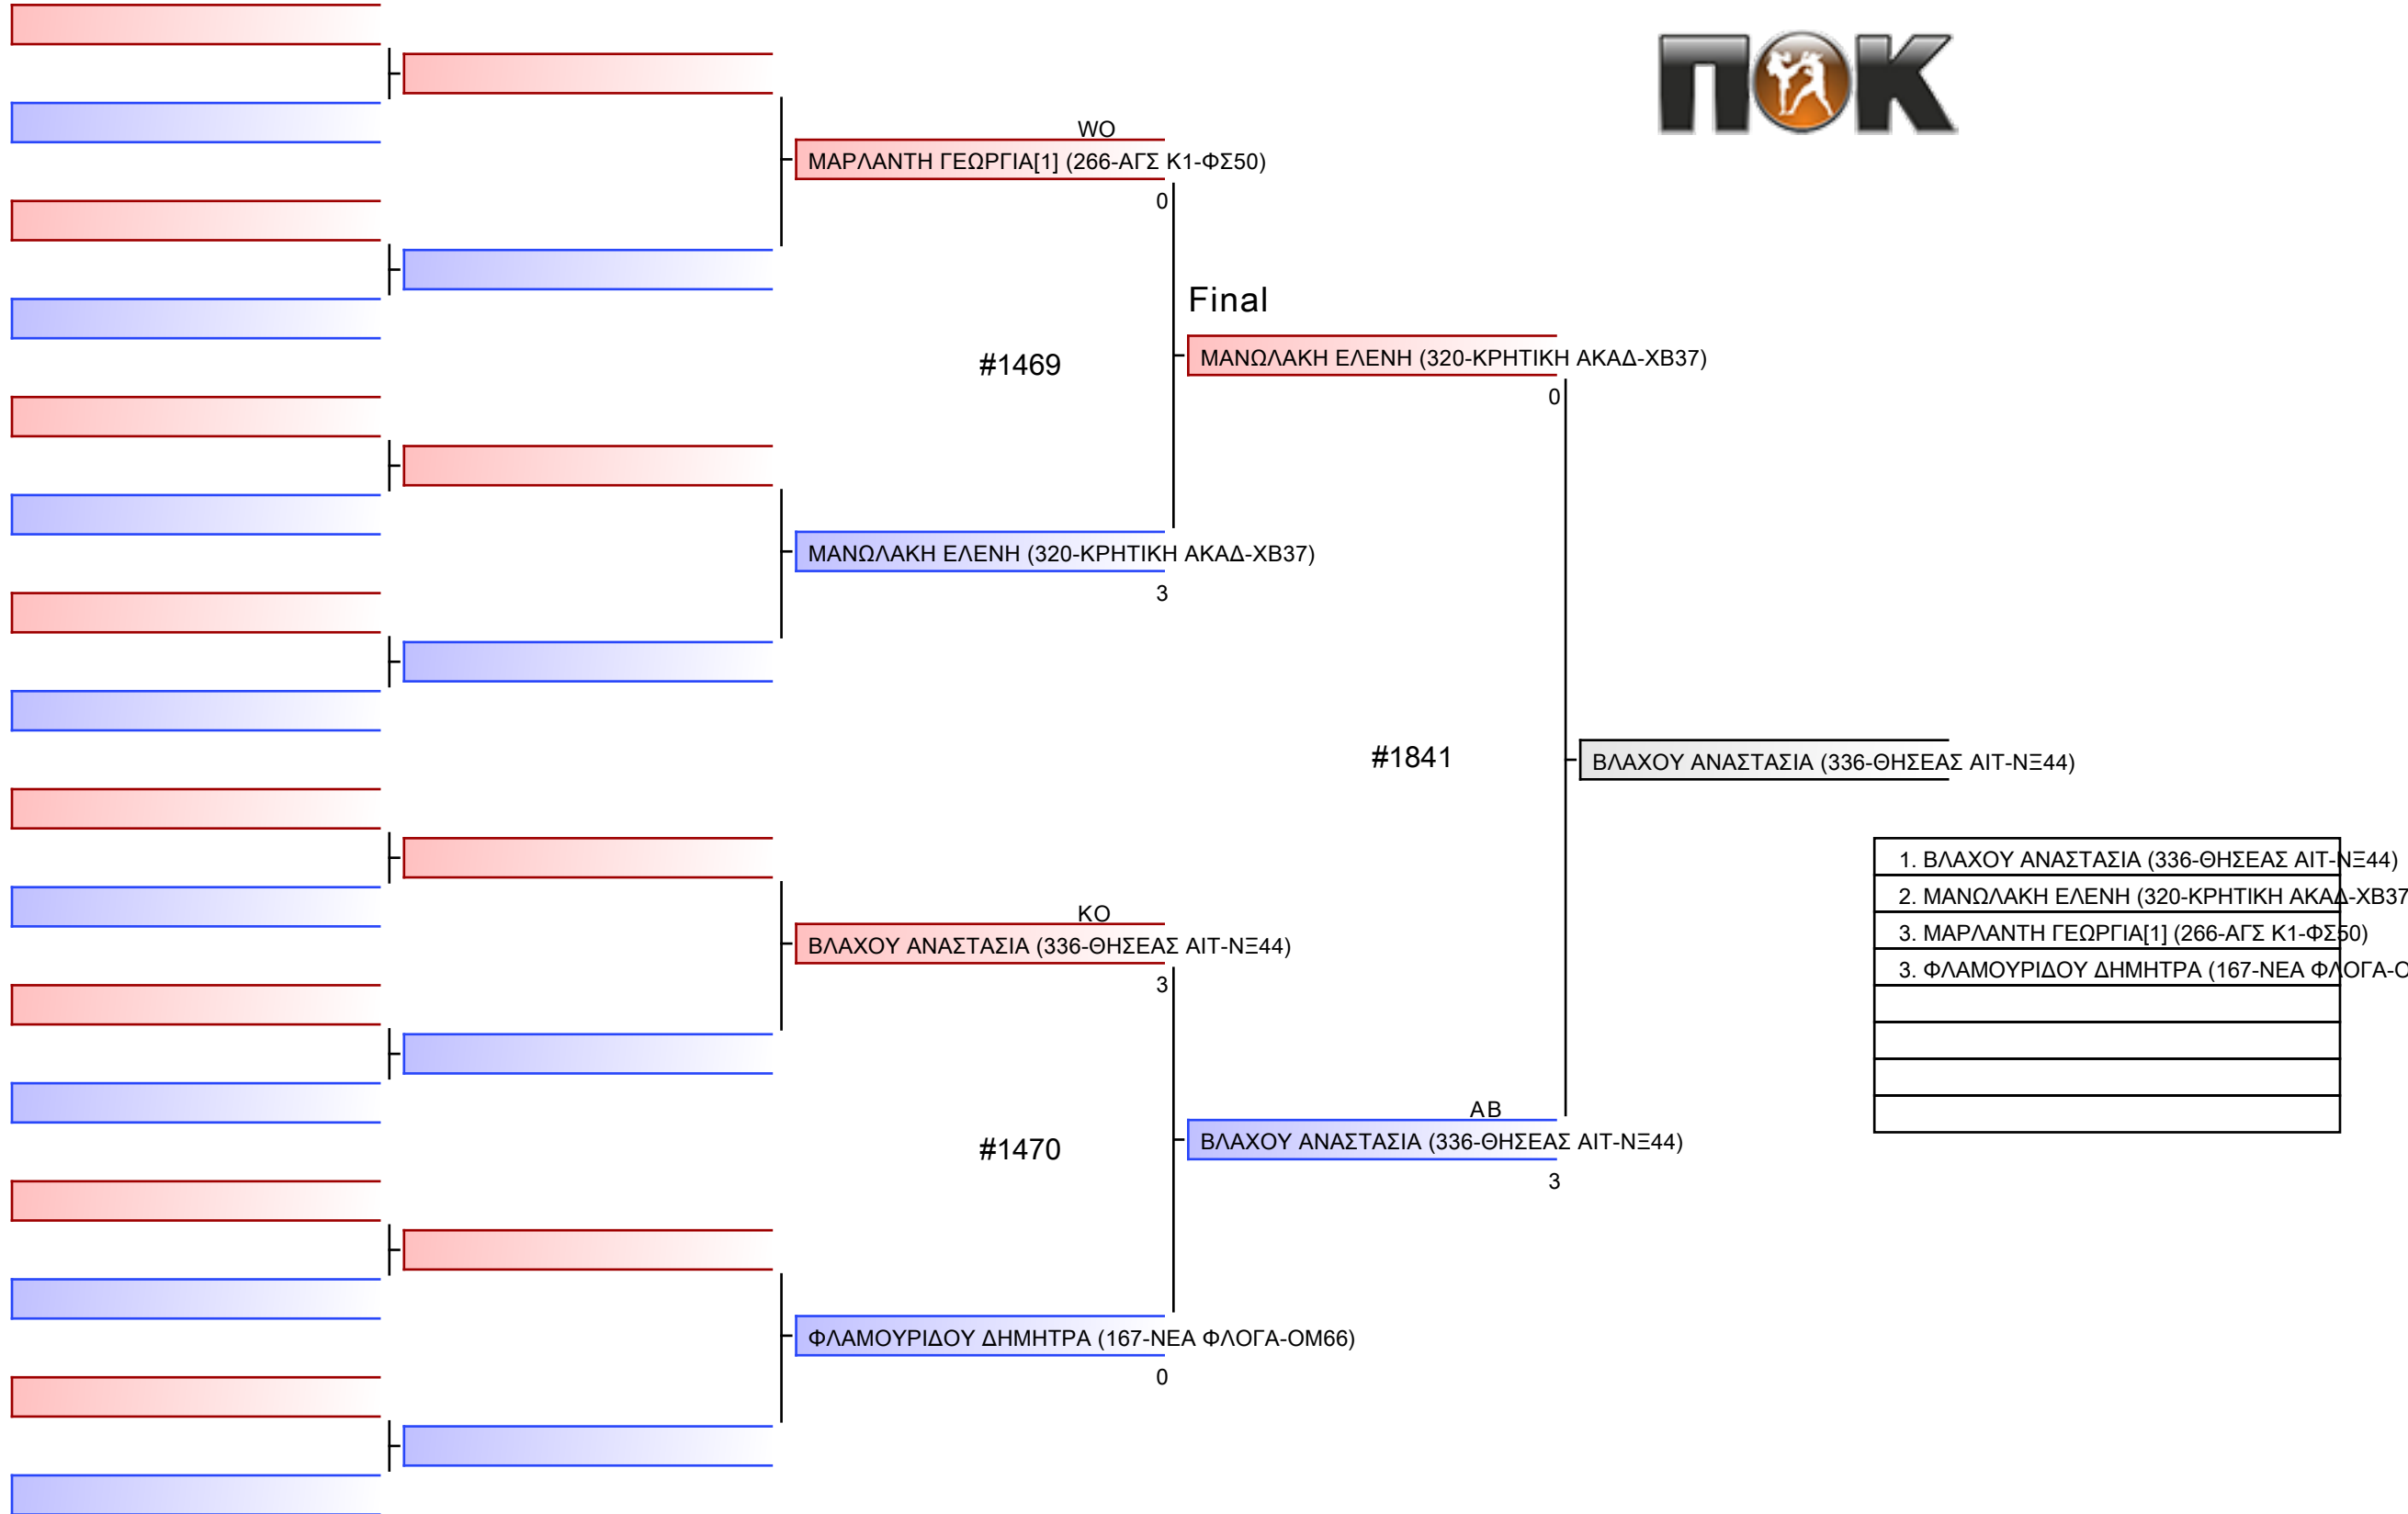 ΠΟΚ
WO
ΜΑΡΛΑΝΤΗ ΓΕΩΡΓΙΑ[1] (266-ΑΓΣ Κ1-ΦΣ50)
0
Final
#1469
ΜΑΝΩΛΑΚΗ ΕΛΕΝΗ (320-ΚΡΗΤΙΚΗ ΑΚΑΔ-ΧΒ37)
0
ΜΑΝΩΛΑΚΗ ΕΛΕΝΗ (320-ΚΡΗΤΙΚΗ ΑΚΑΔ-ΧΒ37)
3
#1841
ΒΛΑΧΟΥ ΑΝΑΣΤΑΣΙΑ (336-ΘΗΣΕΑΣ ΑΙΤ-ΝΞ44)
1. ΒΛΑΧΟΥ ΑΝΑΣΤΑΣΙΑ (336-ΘΗΣΕΑΣ ΑΙΤ-ΝΞ44)
2. ΜΑΝΩΛΑΚΗ ΕΛΕΝΗ (320-ΚΡΗΤΙΚΗ ΑΚΑΔ-ΧΒ37
3. ΜΑΡΛΑΝΤΗ ΓΕΩΡΓΙΑ[1] (266-ΑΓΣ Κ1-ΦΣ50)
3. ΦΛΑΜΟΥΡΙΔΟΥ ΔΗΜΗΤΡΑ (167-ΝΕΑ ΦΛΟΓΑ-Ο
KO
ΒΛΑΧΟΥ ΑΝΑΣΤΑΣΙΑ (336-ΘΗΣΕΑΣ ΑΙΤ-ΝΞ44)
3
#1470
AB
ΒΛΑΧΟΥ ΑΝΑΣΤΑΣΙΑ (336-ΘΗΣΕΑΣ ΑΙΤ-ΝΞ44)
3
ΦΛΑΜΟΥΡΙΔΟΥ ΔΗΜΗΤΡΑ (167-ΝΕΑ ΦΛΟΓΑ-ΟΜ66)
0